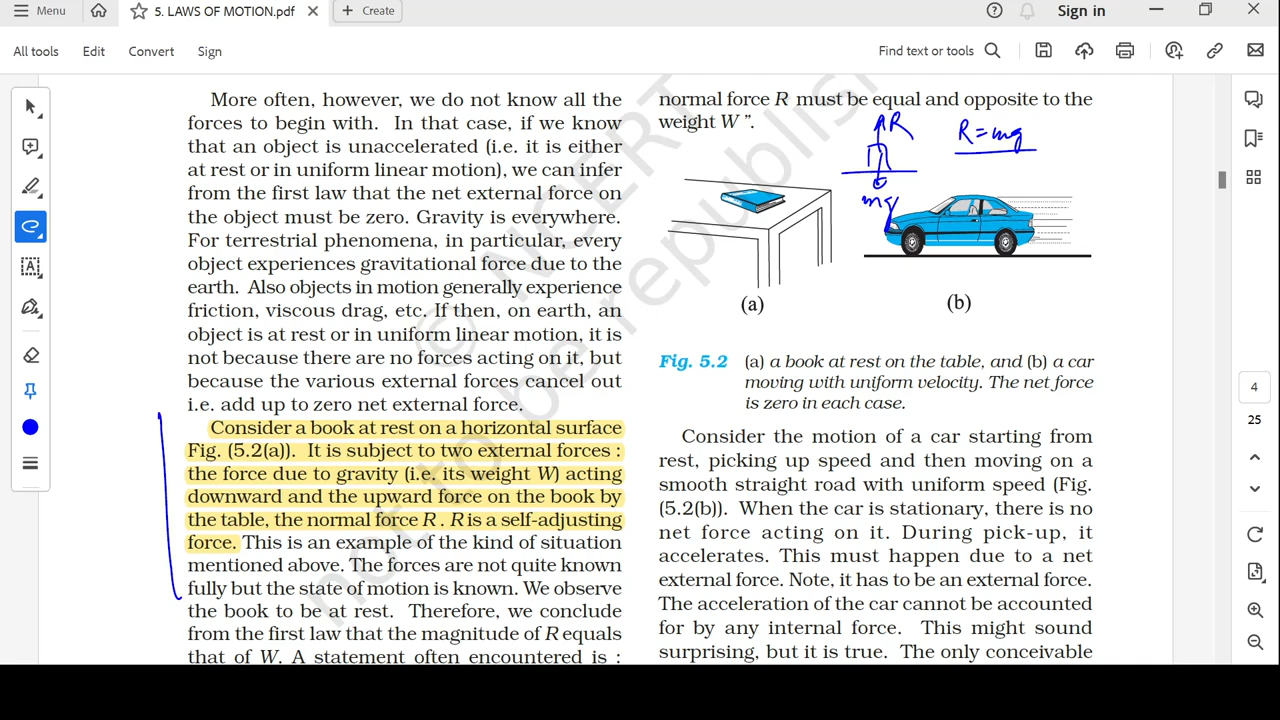 Menu
5. LAWS OF MOTION.pdf
Create
Sign in
All tools
Edit
Convert
Sign
Find text or tools
More often, however, we do not know all the
forces to begin with. In that case, if we know
that an object is unaccelerated (i.e. it is either
at rest or in uniform linear motion), we can infer
from the first law that the net external force on
the object must be zero. Gravity is everywhere.
For terrestrial phenomena, in particular, every
object experiences gravitational force due to the
earth. Also objects in motion generally experience
friction, viscous drag, etc. If then, on earth, an
object is at rest or in uniform linear motion, it is
not because there are no forces acting on it, but
because the various external forces cancel out
i.e. add up to zero net external force.
Consider a book at rest on a horizontal surface
Fig. (5.2(a)). It is subject to two external forces :
the force due to gravity (i.e. its weight W) acting
downward and the upward force on the book by
the table, the normal force R . R is a self-adjusting
force. This is an example of the kind of situation
mentioned above. The forces are not quite known
fully but the state of motion is known. We observe
the book to be at rest. Therefore, we conclude
from the first law that the magnitude of R equals
that of W. A statement often encountered is :
normal force R must be equal and opposite to the
weight W ”.
R
R = mg
mg
(a)
(b)
Fig. 5.2 (a) a book at rest on the table, and (b) a car
moving with uniform velocity. The net force
is zero in each case.
Consider the motion of a car starting from
rest, picking up speed and then moving on a
smooth straight road with uniform speed (Fig.
(5.2(b)). When the car is stationary, there is no
net force acting on it. During pick-up, it
accelerates. This must happen due to a net
external force. Note, it has to be an external force.
The acceleration of the car cannot be accounted
for by any internal force. This might sound
surprising, but it is true. The only conceivable
© NCERT
not to be republish
4
25